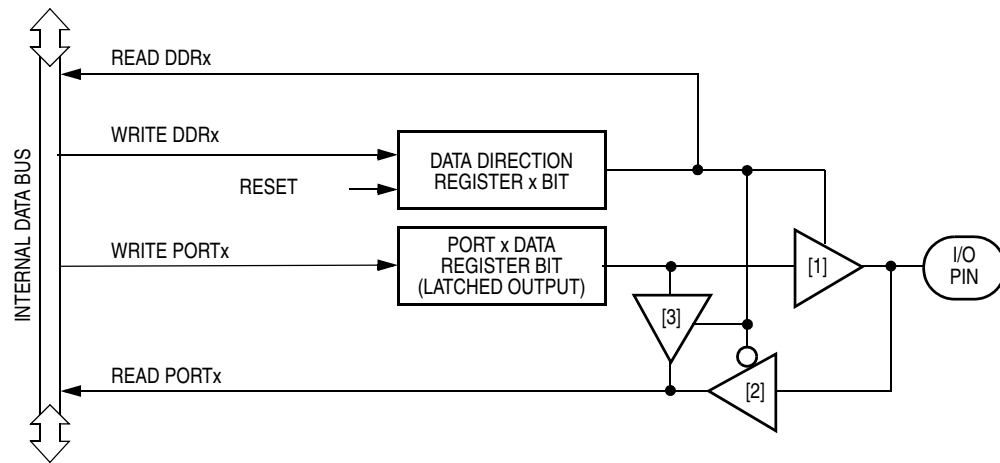 READ DDRx
WRITE DDRx
DATA DIRECTION
REGISTER x BIT
RESET
INTERNAL DATA BUS
WRITE PORTx
PORT x DATA
REGISTER BIT
(LATCHED OUTPUT)
[1]
I/O
PIN
[3]
READ PORTx
[2]